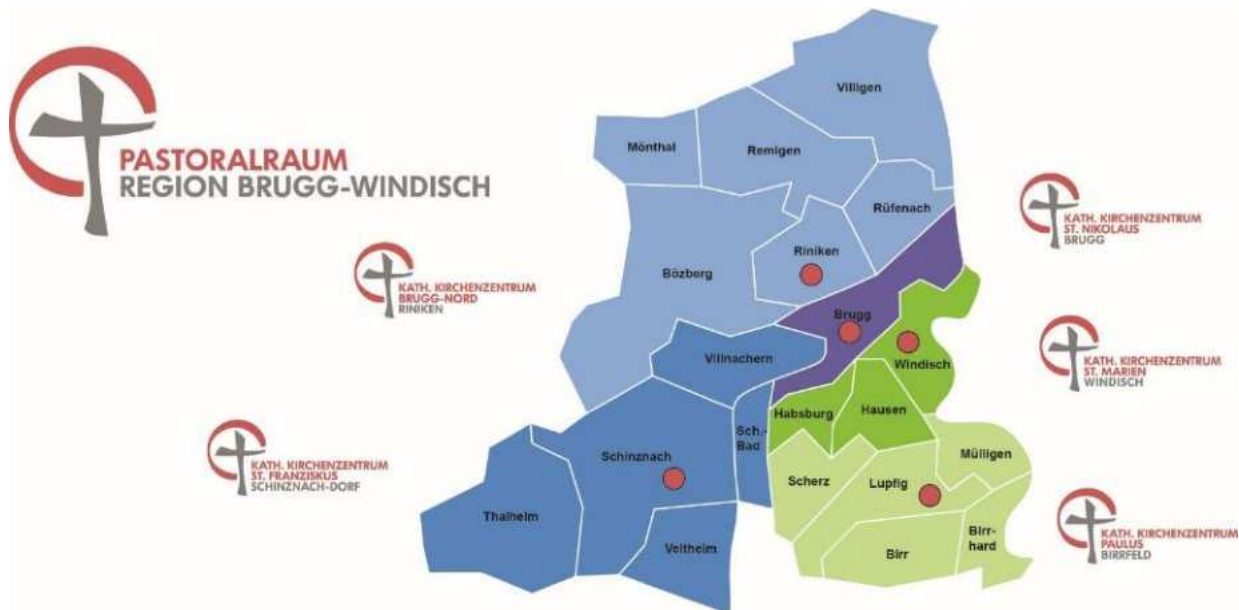 PASTORALRAUM
REGION BRUGG-WINDISCH
KATH. KIRCHENZENTRUM
BRUGG-NORD
RINIKEN
KATH. KIRCHENZENTRUM
ST. FRANZISKUS
SCHINZNACH-DORF
Villigen
Mönthal
Remigen
Rüfenach
Riniken
Bözberg
Brugg
Villnachern
Windisch
Habsburg
Hausen
Sch.-
Bad
Schinznach
Mülligen
Scherz
Lupfig
Thalheim
Veltheim
Birr
Birr-
hard
KATH. KIRCHENZENTRUM
ST. NIKOLAUS
BRUGG
KATH. KIRCHENZENTRUM
ST. MARIEN
WINDISCH
KATH. KIRCHENZENTRUM
PAULUS
BIRRFELD